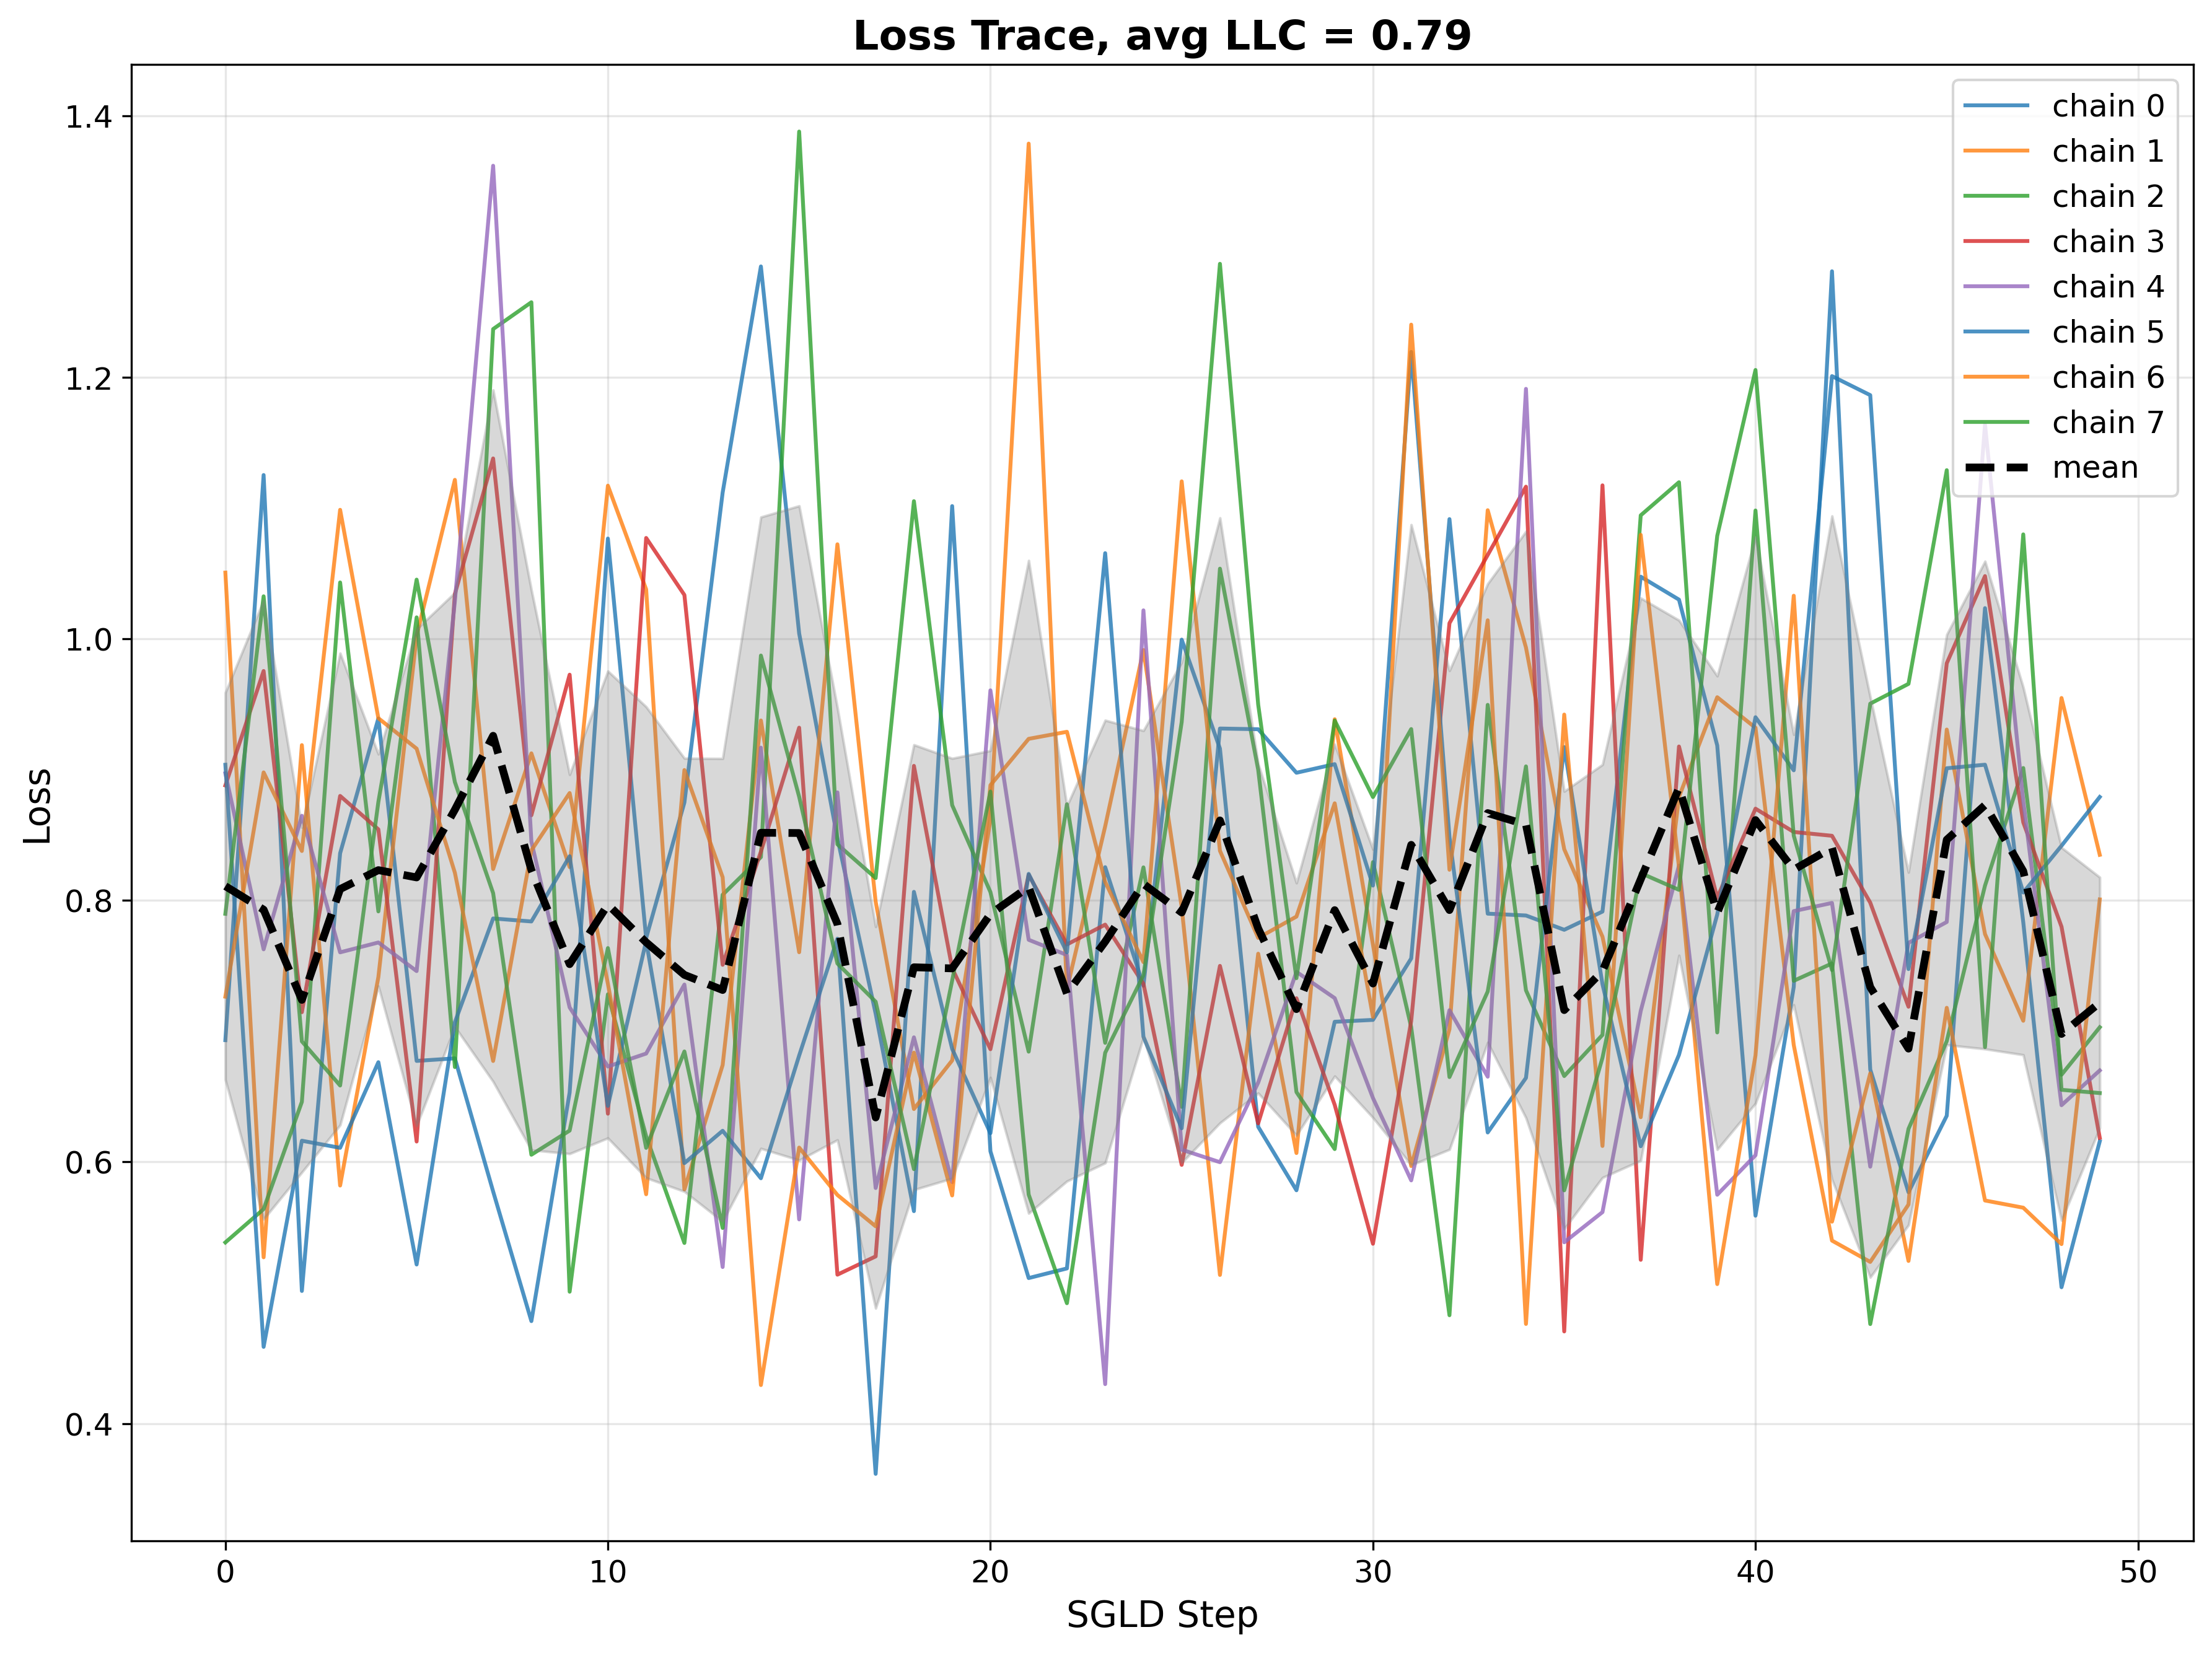 Loss Trace, avg LLC = 0.79
1.4
1.2
1.0
0.8
0.6
0.4
Loss
0
10
20
30
40
50
SGLD Step
chain 0
chain 1
chain 2
chain 3
chain 4
chain 5
chain 6
chain 7
mean